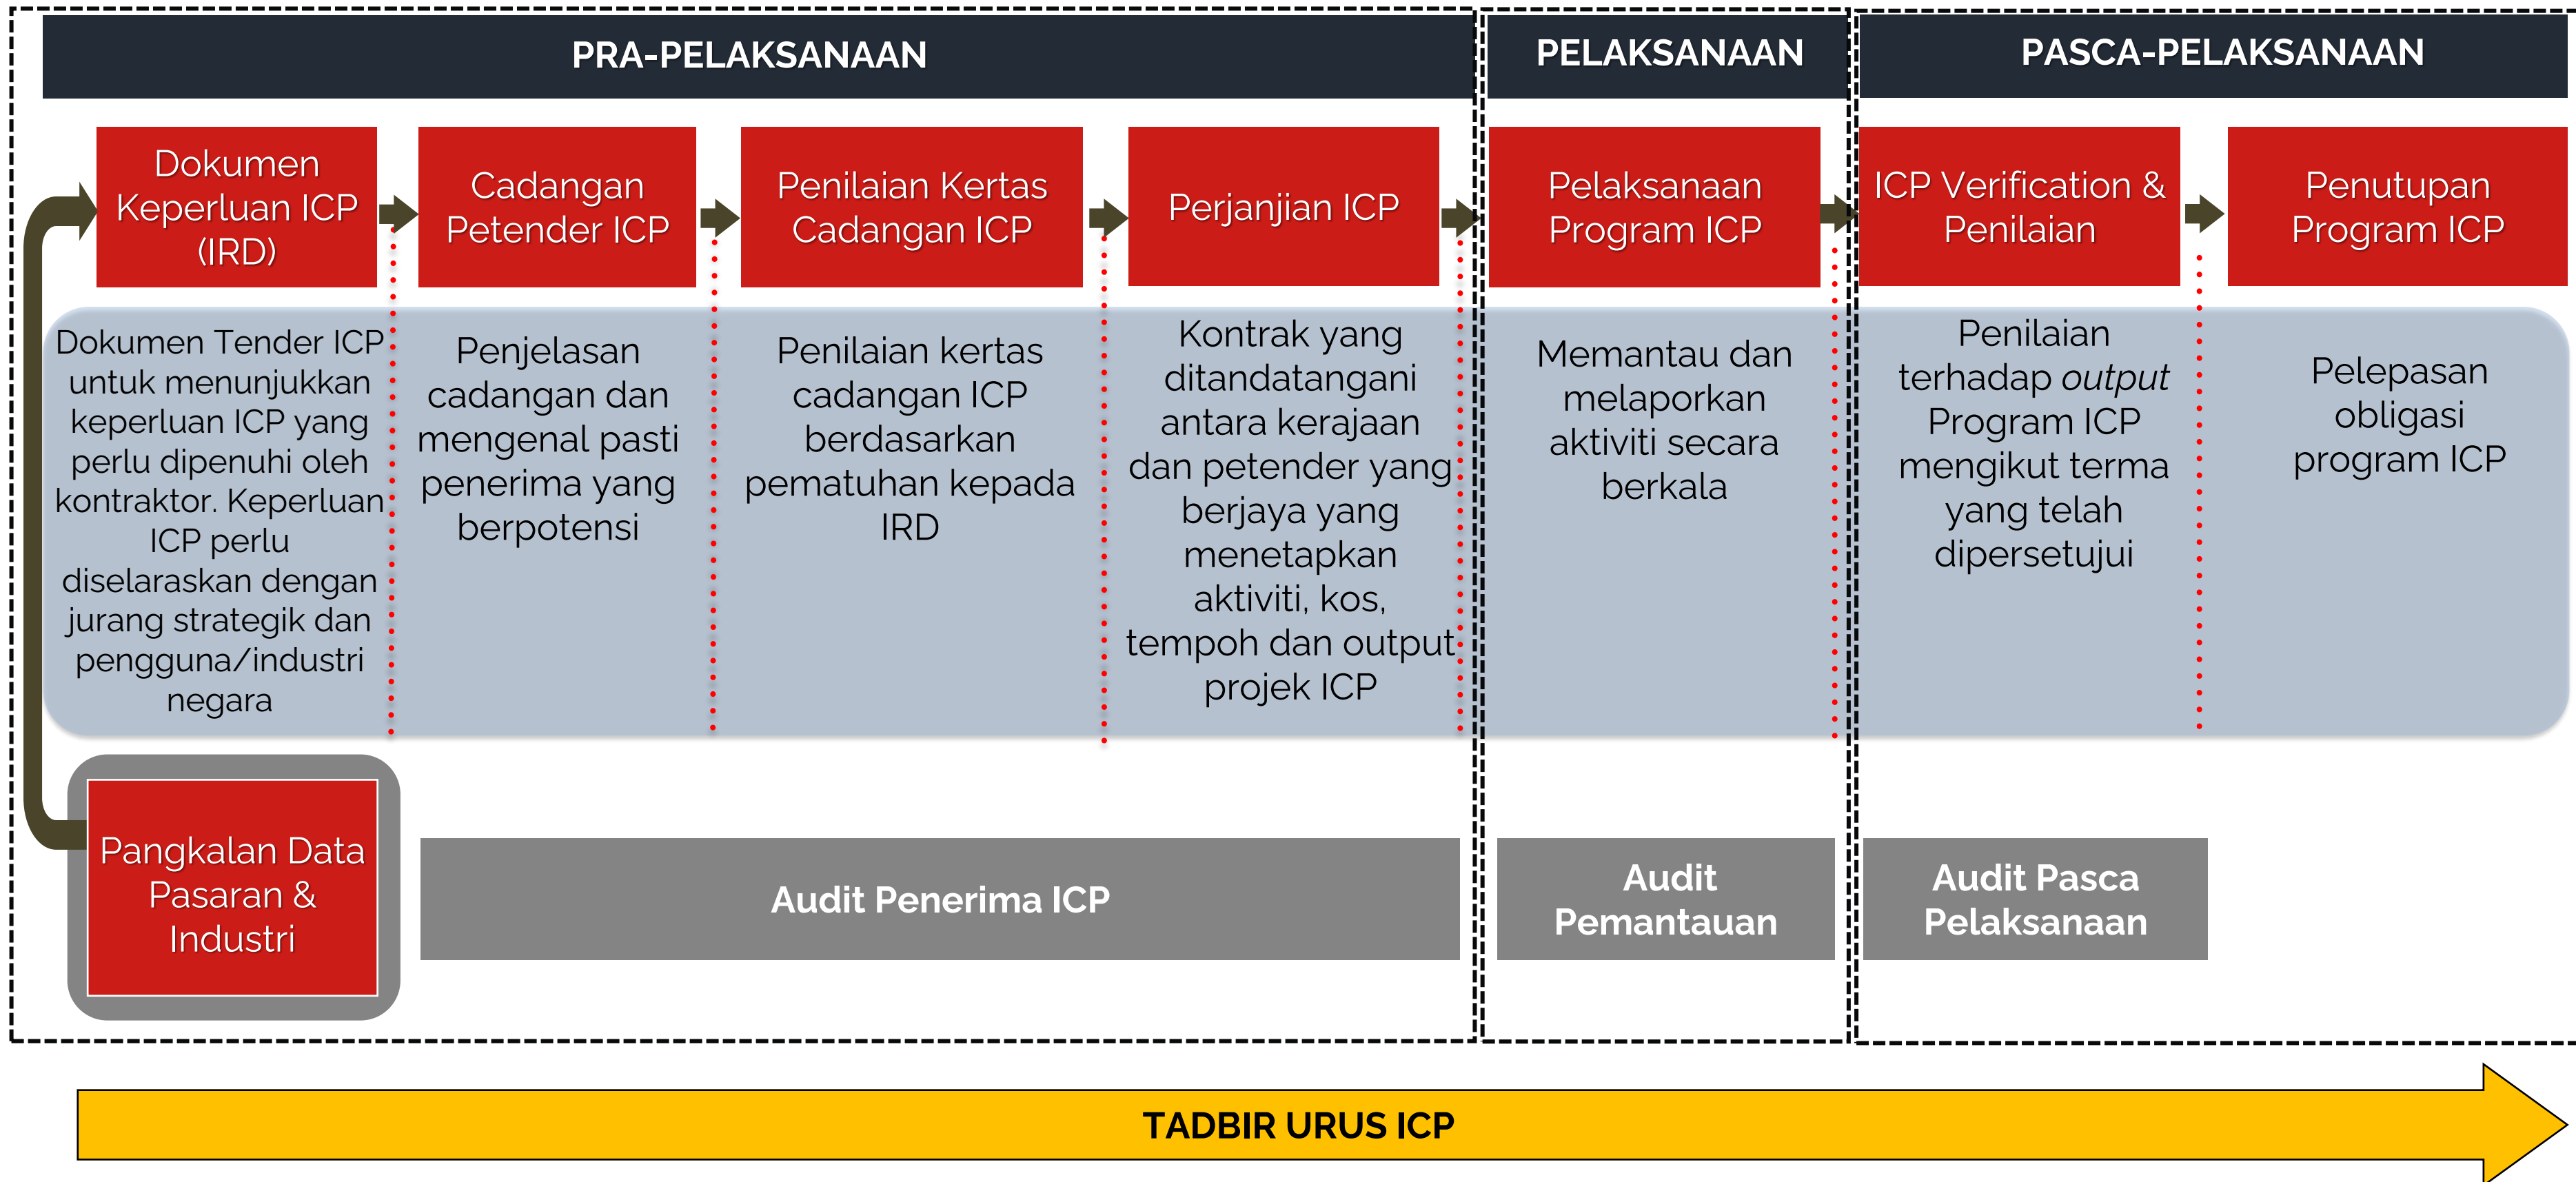 PRA-PELAKSANAAN
PELAKSANAAN
PASCA-PELAKSANAAN
Dokumen
Keperluan ICP
(IRD)
Cadangan
Petender ICP
Penilaian Kertas
Cadangan ICP
Perjanjian ICP
Pelaksanaan
Program ICP
ICP Verification &
Penilaian
Penutupan
Program ICP
Dokumen Tender ICP
untuk menunjukkan
keperluan ICP yang
perlu dipenuhi oleh
kontraktor. Keperluan
ICP perlu
diselaraskan dengan
jurang strategik dan
pengguna/industri
negara
Penjelasan
cadangan dan
mengenal pasti
penerima yang
berpotensi
Penilaian kertas
cadangan ICP
berdasarkan
pematuhan kepada
IRD
Kontrak yang
ditandatangani
antara kerajaan
dan petender yang
berjaya yang
menetapkan
aktiviti, kos,
tempoh dan output
projek ICP
Memantau dan
melaporkan
aktiviti secara
berkala
Penilaian
terhadap output
Program ICP
mengikut terma
yang telah
dipersetujui
Pelepasan
obligasi
program ICP
Pangkalan Data
Pasaran &
Industri
Audit Penerima ICP
Audit
Pemantauan
Audit Pasca
Pelaksanaan
TADBIR URUS ICP